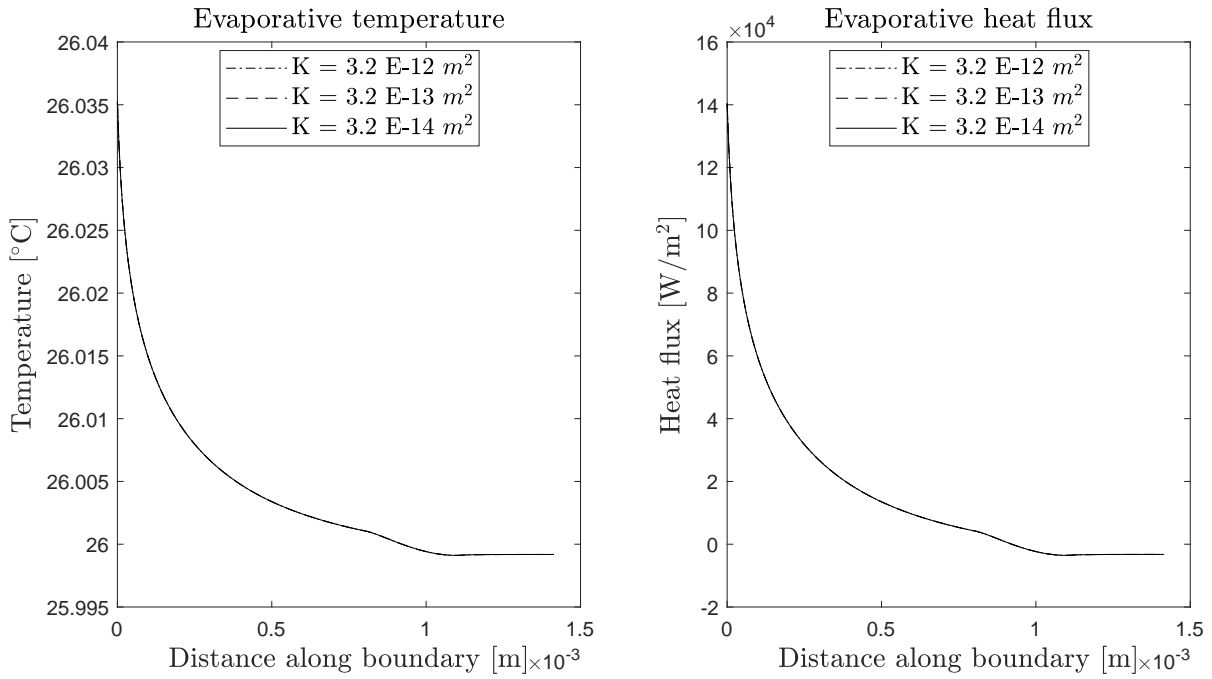 Evaporative temperature
K = 3.2 E-12 m²
K = 3.2 E-13 m²
K = 3.2 E-14 m²
26.04
26.035
26.03
26.025
26.02
26.015
26.01
26.005
26
25.995
Temperature [°C]
0
0.5
1
1.5
Distance along boundary [m]
×10⁻³
Evaporative heat flux
×10⁴
K = 3.2 E-12 m²
K = 3.2 E-13 m²
K = 3.2 E-14 m²
16
14
12
10
8
6
4
2
0
-2
Heat flux [W/m²]
0
0.5
1
1.5
Distance along boundary [m]
×10⁻³